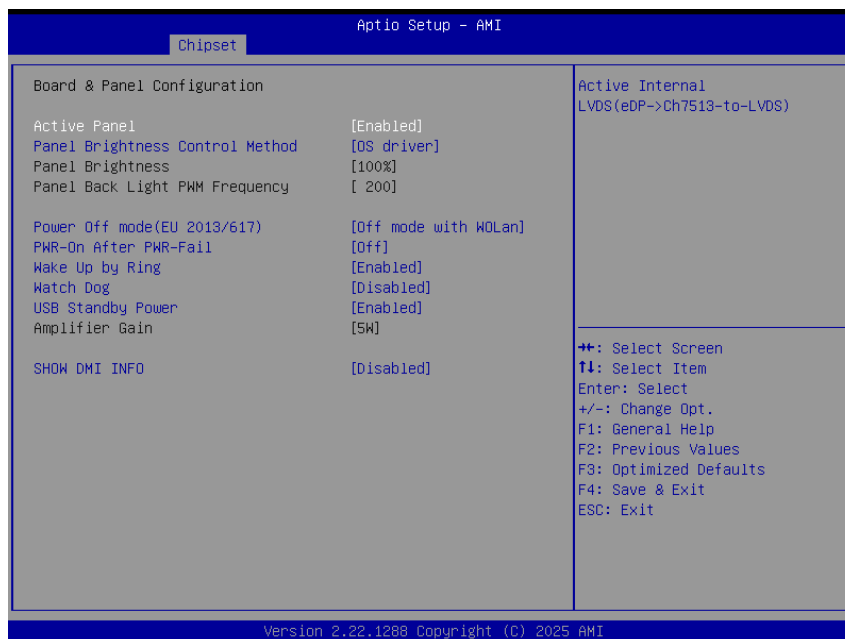 Aptio Setup – AMI
Chipset
Board & Panel Configuration
Active Panel [Enabled]
Panel Brightness Control Method [OS driver]
Panel Brightness [100%]
Panel Back Light PWM Frequency [ 200]
Power Off mode(EU 2013/617) [Off mode with WOLan]
PWR-On After PWR-Fail [Off]
Wake Up by Ring [Enabled]
Watch Dog [Disabled]
USB Standby Power [Enabled]
Amplifier Gain [5W]
SHOW DMI INFO [Disabled]
Active Internal
LVDS(eDP->Ch7513-to-LVDS)
→←: Select Screen
↑↓: Select Item
Enter: Select
+/-: Change Opt.
F1: General Help
F2: Previous Values
F3: Optimized Defaults
F4: Save & Exit
ESC: Exit
Version 2.22.1288 Copyright (C) 2025 AMI